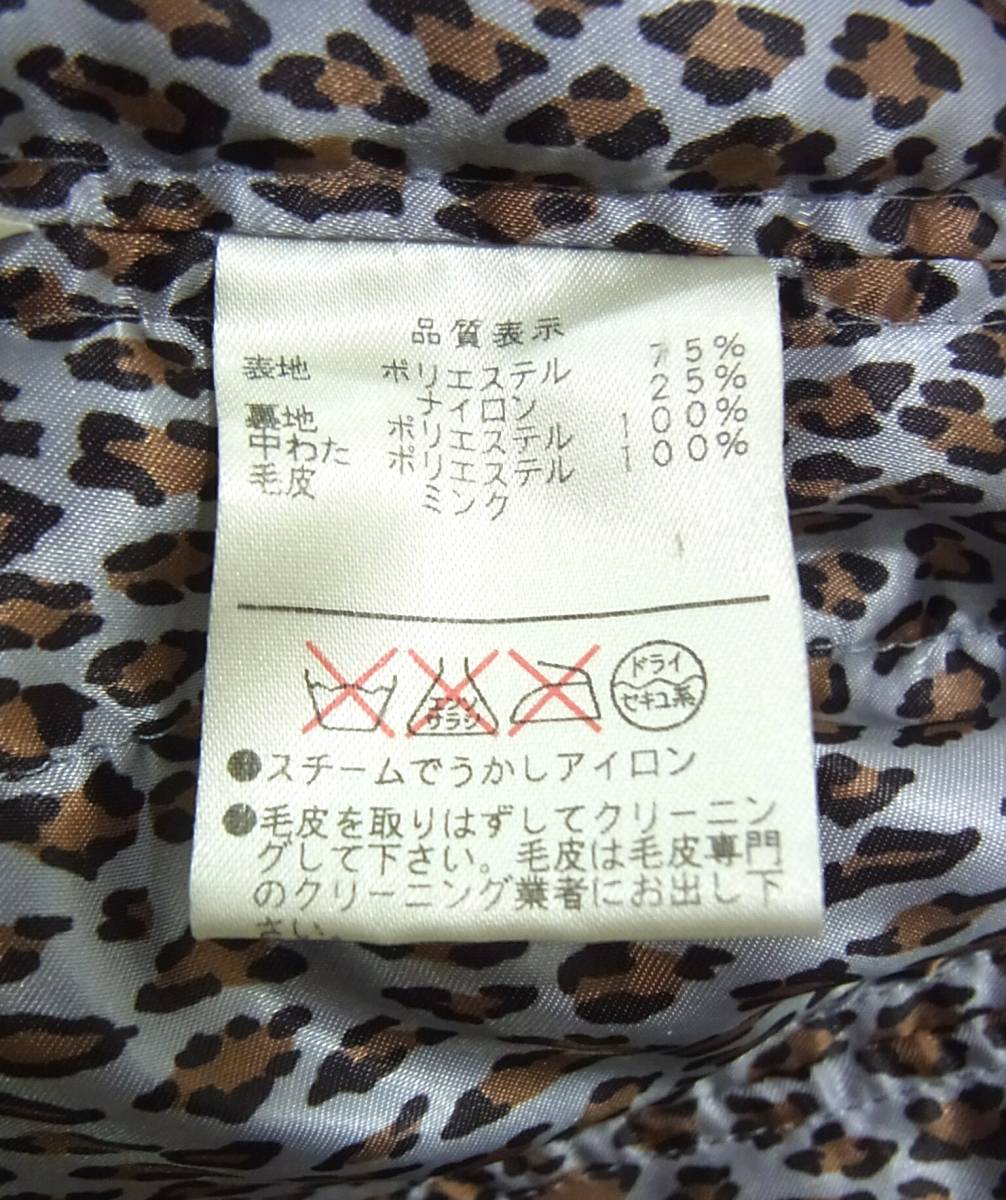 品質表示
表地 ポリエステル 75%
ナイロン 25%
裏地 ポリエステル 100%
中わた ポリエステル 100%
毛皮 ミンク
エンソ
サラシ
ドライ
セキユ系
●スチームでうかしアイロン
●毛皮を取りはずしてクリーニン
グして下さい。毛皮は毛皮専門
のクリーニング業者にお出し下
さい。